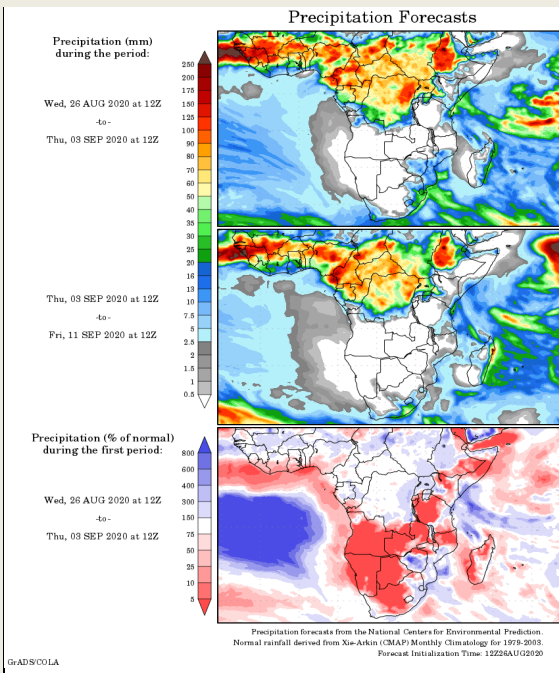 Precipitation Forecasts
Precipitation (mm)
during the period:
Wed, 26 AUG 2020 at 12Z
-to-
Thu, 03 SEP 2020 at 12Z
250
200
175
150
125
100
90
80
70
60
50
40
35
30
25
20
16
13
10
7.5
5
2.5
2
1.5
1
0.5
Thu, 03 SEP 2020 at 12Z
-to-
Fri, 11 SEP 2020 at 12Z
Precipitation (% of normal)
during the first period:
Wed, 26 AUG 2020 at 12Z
-to-
Thu, 03 SEP 2020 at 12Z
800
600
400
300
150
75
50
25
10
5
Precipitation forecasts from the National Centers for Environmental Prediction.
Normal rainfall derived from Xie-Arkin (CMAP) Monthly Climatology for 1979-2003.
Forecast Initialization Time: 12Z26AUG2020
GrADS/COLA